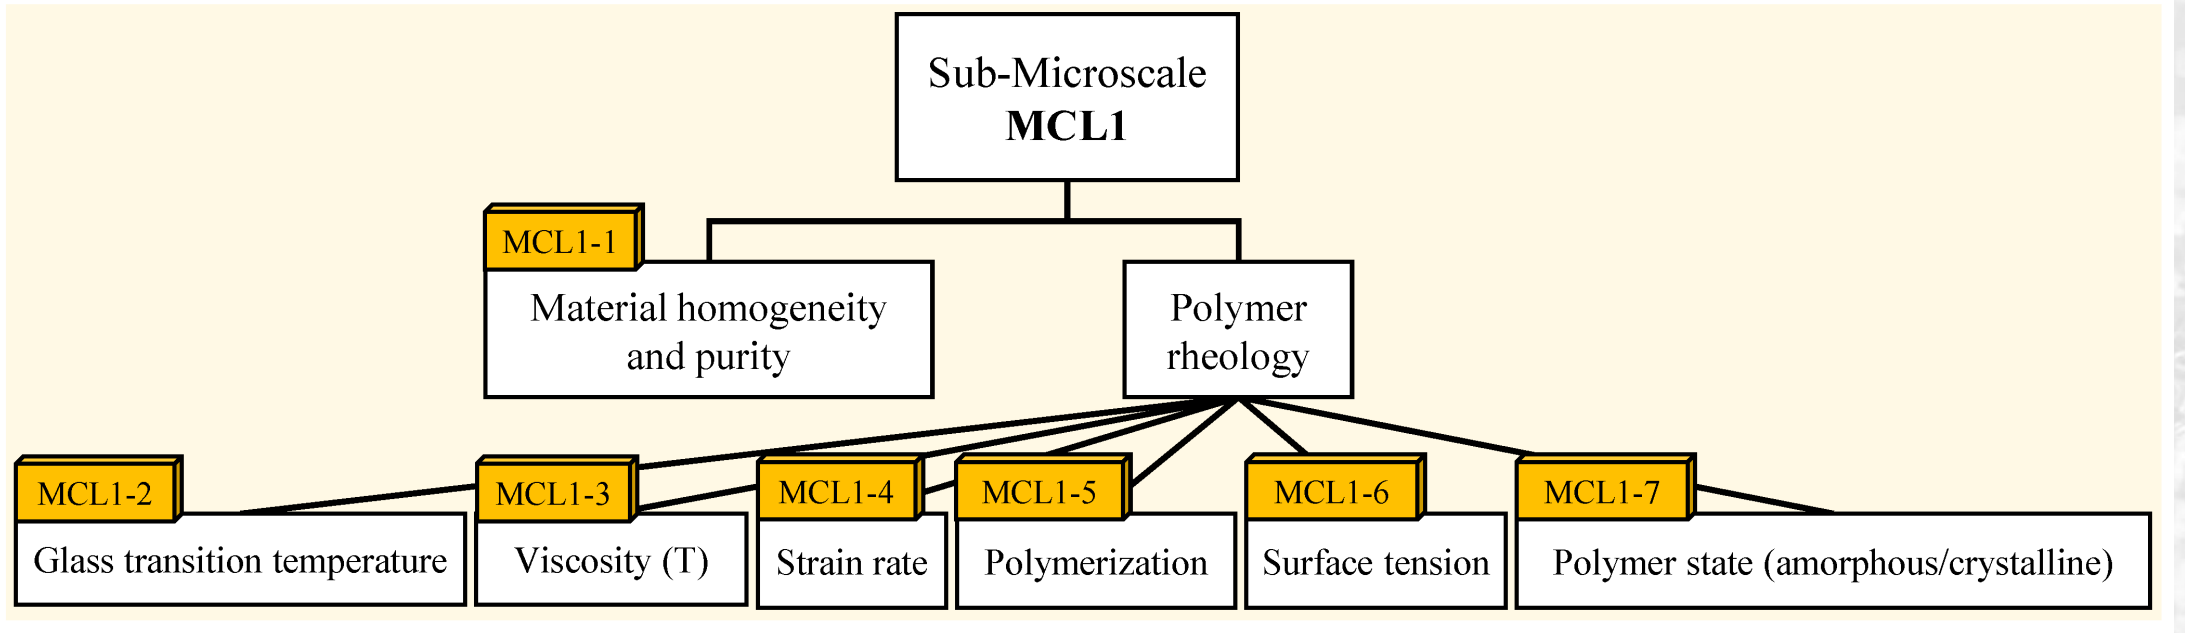 Sub-Microscale
MCL1
MCL1-1
Material homogeneity
and purity
Polymer
rheology
MCL1-2
Glass transition temperature
MCL1-3
Viscosity (T)
MCL1-4
Strain rate
MCL1-5
Polymerization
MCL1-6
Surface tension
MCL1-7
Polymer state (amorphous/crystalline)